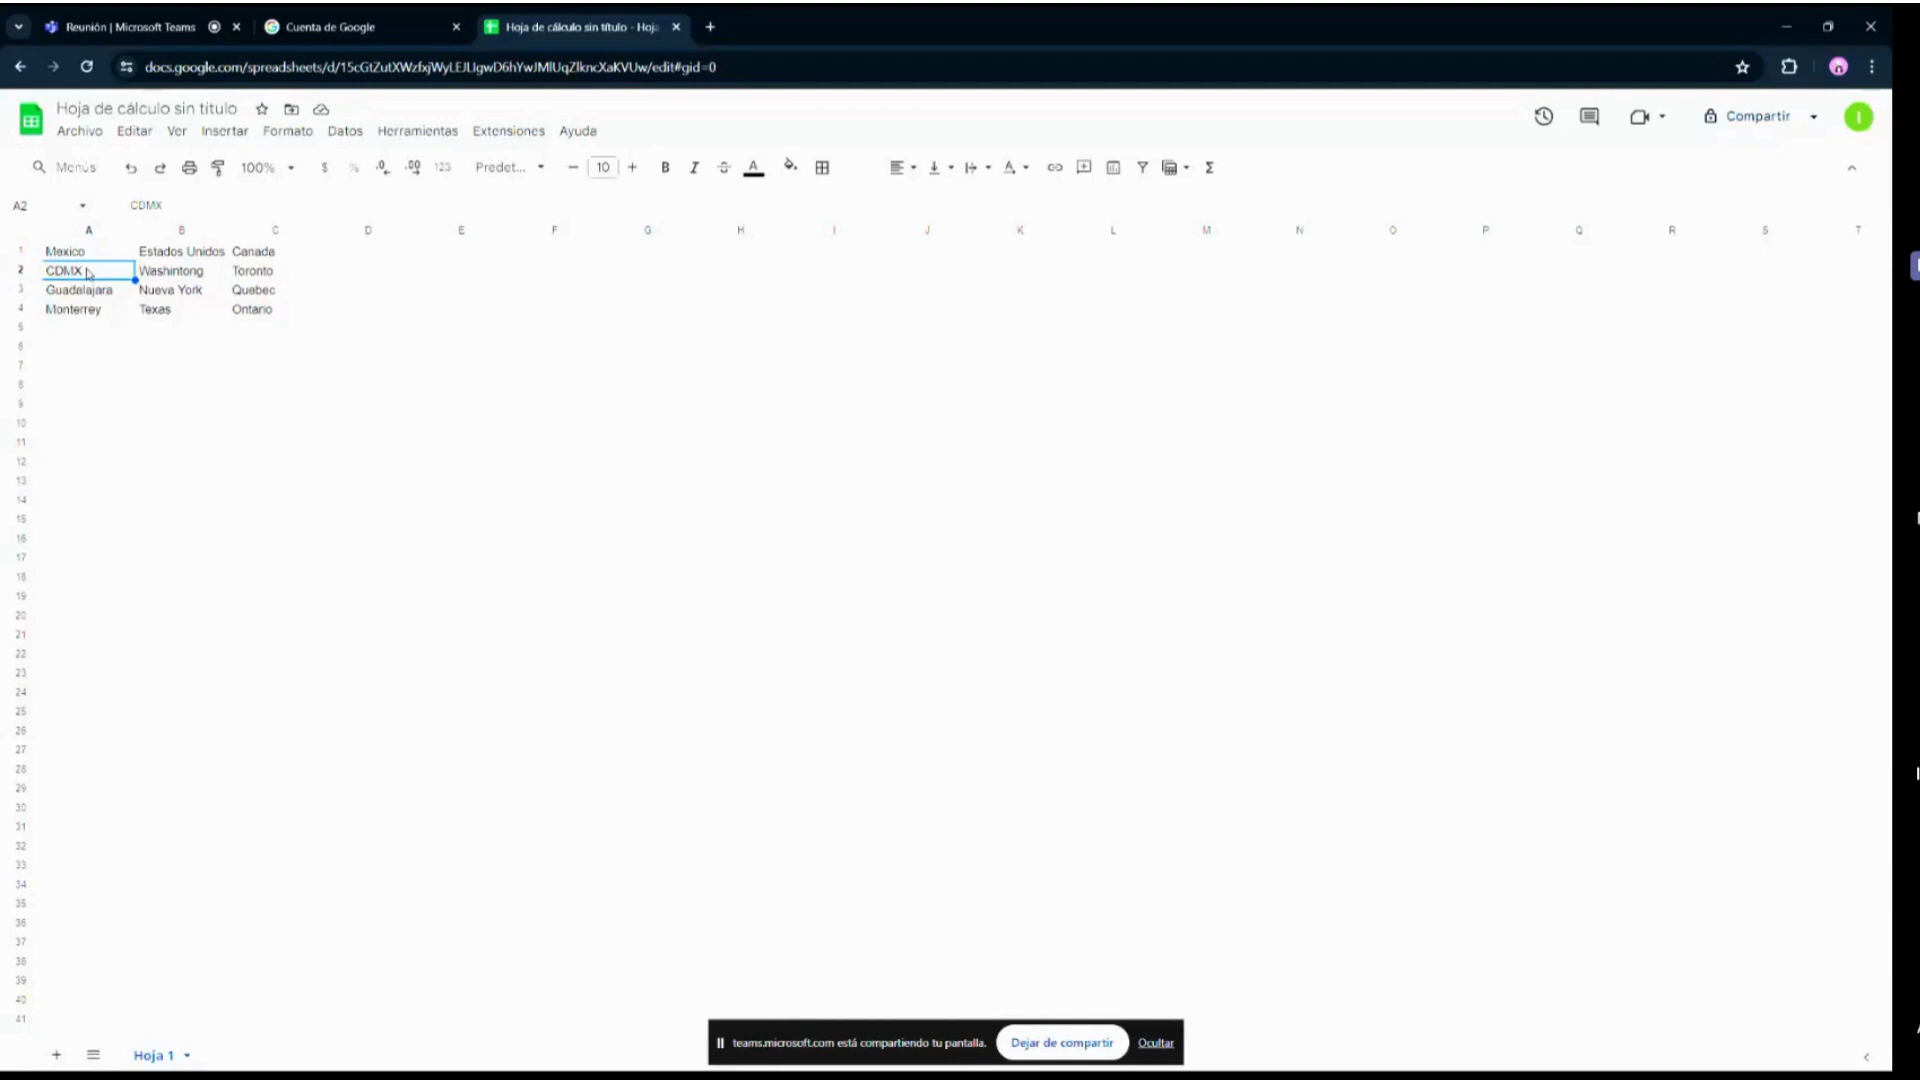 Reunión | Microsoft Teams
Cuenta de Google
Hoja de cálculo sin título - Hoja
docs.google.com/spreadsheets/d/15cGtZutXWzfxjWyLEJLIgwD6hYwJMlUqZlkncXaKVUw/edit#gid=0
Hoja de cálculo sin título
Archivo Editar Ver Insertar Formato Datos Herramientas Extensiones Ayuda
Compartir
I
Menús 100% $ % .0 .00 123 Predet... − 10 + B I A Σ
A2 CDMX
A B C D E F G H I J K L M N O P Q R S T
1 Mexico Estados Unidos Canada
2 CDMX Washintong Toronto
3 Guadalajara Nueva York Quebec
4 Monterrey Texas Ontario
5
6
7
8
9
10
11
12
13
14
15
16
17
18
19
20
21
22
23
24
25
26
27
28
29
30
31
32
33
34
35
36
37
38
39
40
41
teams.microsoft.com está compartiendo tu pantalla. Dejar de compartir Ocultar
Hoja 1